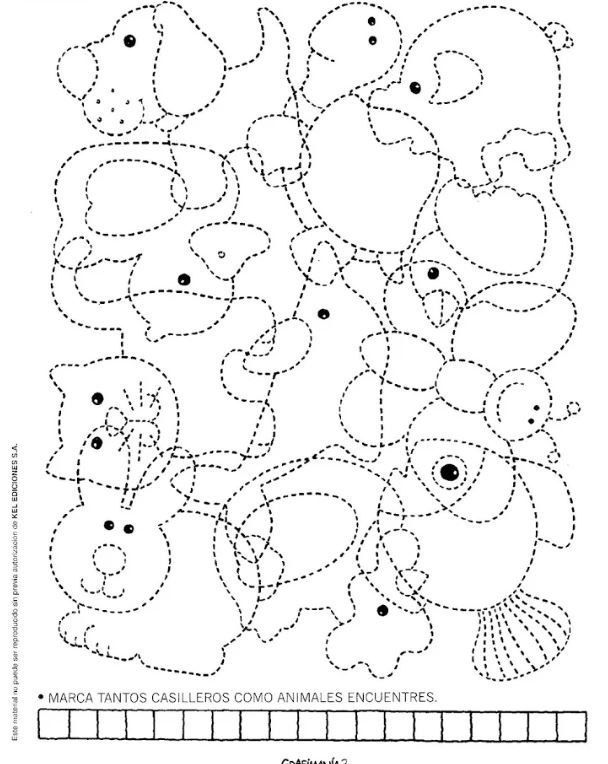 Este material no puede ser reproducido sin previa autorización de KEL EDICIONES S.A.
• MARCA TANTOS CASILLEROS COMO ANIMALES ENCUENTRES.